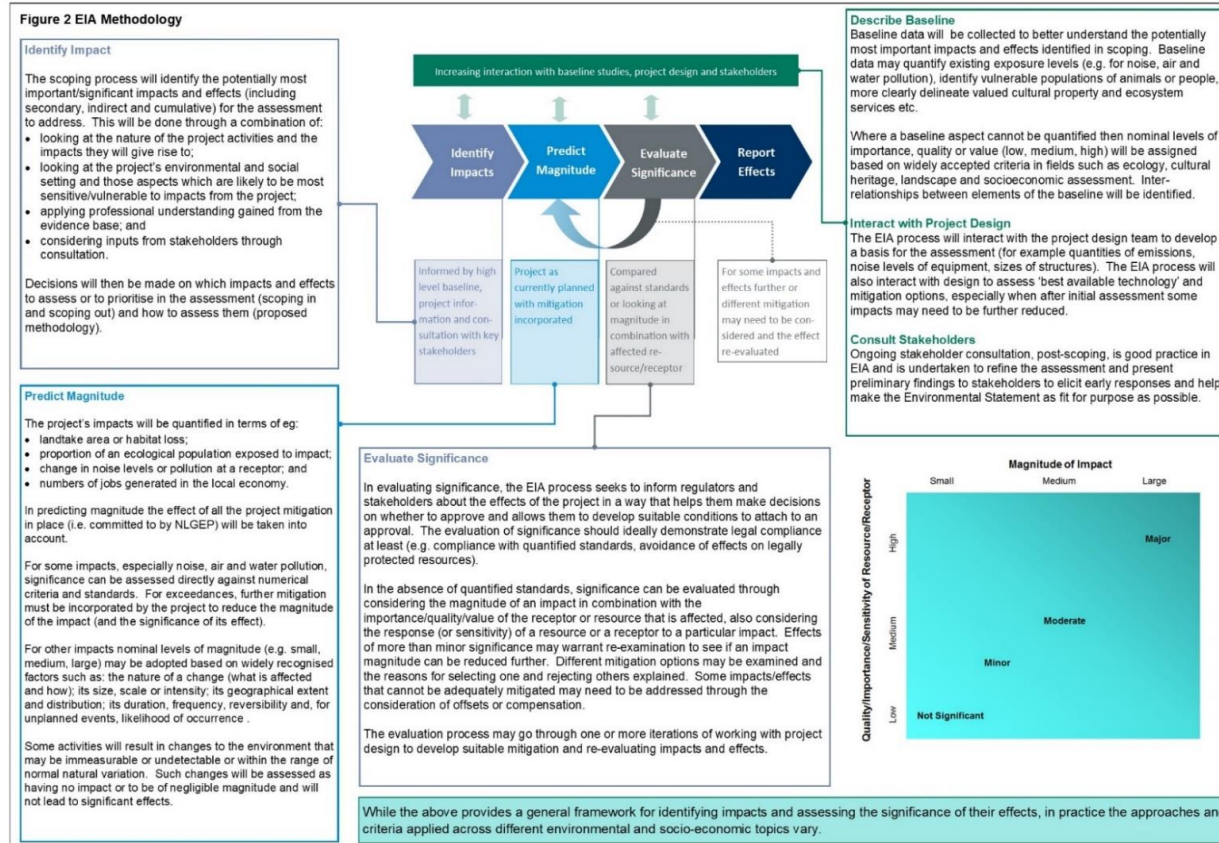 Figure 2 EIA Methodology
Identify Impact
The scoping process will identify the potentially most
important/significant impacts and effects (including
secondary, indirect and cumulative) for the assessment
to address. This will be done through a combination of:
• looking at the nature of the project activities and the
impacts they will give rise to;
• looking at the project's environmental and social
setting and those aspects which are likely to be most
sensitive/vulnerable to impacts from the project;
• applying professional understanding gained from the
evidence base; and
• considering inputs from stakeholders through
consultation.
Decisions will then be made on which impacts and effects
to assess or to prioritise in the assessment (scoping in
and scoping out) and how to assess them (proposed
methodology).
Increasing interaction with baseline studies, project design and stakeholders
Identify
Impacts
Predict
Magnitude
Evaluate
Significance
Report
Effects
Informed by high
level baseline,
project infor-
mation and con-
sultation with key
stakeholders
Project as
currently planned
with mitigation
incorporated
Compared
against standards
or looking at
magnitude in
combination with
affected re-
source/receptor
For some impacts and
effects further or
different mitigation
may need to be con-
sidered and the effect
re-evaluated
Describe Baseline
Baseline data will be collected to better understand the potentially
most important impacts and effects identified in scoping. Baseline
data may quantify existing exposure levels (e.g. for noise, air and
water pollution), identify vulnerable populations of animals or people,
more clearly delineate valued cultural property and ecosystem
services etc.
Where a baseline aspect cannot be quantified then nominal levels of
importance, quality or value (low, medium, high) will be assigned
based on widely accepted criteria in fields such as ecology, cultural
heritage, landscape and socioeconomic assessment. Inter-
relationships between elements of the baseline will be identified.
Interact with Project Design
The EIA process will interact with the project design team to develop
a basis for the assessment (for example quantities of emissions,
noise levels of equipment, sizes of structures). The EIA process will
also interact with design to assess 'best available technology' and
mitigation options, especially when after initial assessment some
impacts may need to be further reduced.
Consult Stakeholders
Ongoing stakeholder consultation, post-scoping, is good practice in
EIA and is undertaken to refine the assessment and present
preliminary findings to stakeholders to elicit early responses and help
make the Environmental Statement as fit for purpose as possible.
Predict Magnitude
The project's impacts will be quantified in terms of eg:
• landtake area or habitat loss;
• proportion of an ecological population exposed to impact;
• change in noise levels or pollution at a receptor; and
• numbers of jobs generated in the local economy.
In predicting magnitude the effect of all the project mitigation
in place (i.e. committed to by NLGEP) will be taken into
account.
For some impacts, especially noise, air and water pollution,
significance can be assessed directly against numerical
criteria and standards. For exceedances, further mitigation
must be incorporated by the project to reduce the magnitude
of the impact (and the significance of its effect).
For other impacts nominal levels of magnitude (e.g. small,
medium, large) may be adopted based on widely recognised
factors such as: the nature of a change (what is affected
and how); its size, scale or intensity; its geographical extent
and distribution; its duration, frequency, reversibility and, for
unplanned events, likelihood of occurrence .
Some activities will result in changes to the environment that
may be immeasurable or undetectable or within the range of
normal natural variation. Such changes will be assessed as
having no impact or to be of negligible magnitude and will
not lead to significant effects.
Evaluate Significance
In evaluating significance, the EIA process seeks to inform regulators and
stakeholders about the effects of the project in a way that helps them make decisions
on whether to approve and allows them to develop suitable conditions to attach to an
approval. The evaluation of significance should ideally demonstrate legal compliance
at least (e.g. compliance with quantified standards, avoidance of effects on legally
protected resources).
In the absence of quantified standards, significance can be evaluated through
considering the magnitude of an impact in combination with the
importance/quality/value of the receptor or resource that is affected, also considering
the response (or sensitivity) of a resource or a receptor to a particular impact. Effects
of more than minor significance may warrant re-examination to see if an impact
magnitude can be reduced further. Different mitigation options may be examined and
the reasons for selecting one and rejecting others explained. Some impacts/effects
that cannot be adequately mitigated may need to be addressed through the
consideration of offsets or compensation.
The evaluation process may go through one or more iterations of working with project
design to develop suitable mitigation and re-evaluating impacts and effects.
Magnitude of Impact
Small Medium Large
Quality/Importance/Sensitivity of Resource/Receptor
High
Medium
Low
Major
Moderate
Minor
Not Significant
While the above provides a general framework for identifying impacts and assessing the significance of their effects, in practice the approaches an
criteria applied across different environmental and socio-economic topics vary.